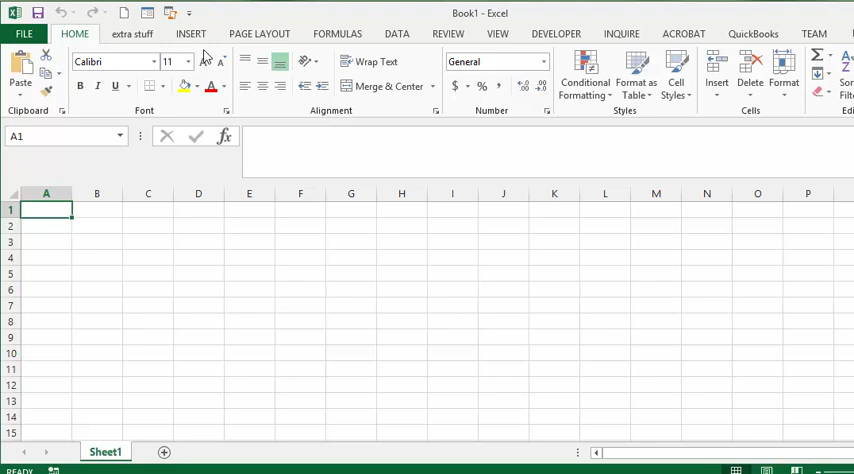 Book1 - Excel
FILE HOME extra stuff INSERT PAGE LAYOUT FORMULAS DATA REVIEW VIEW DEVELOPER INQUIRE ACROBAT QuickBooks TEAM
Calibri 11 A A Wrap Text General
Paste B I U A Merge & Center $ % , Conditional Formatting Format as Table Cell Styles Insert Delete Format
Clipboard Font Alignment Number Styles Cells
A1 fx
A B C D E F G H I J K L M N O P
1
2
3
4
5
6
7
8
9
10
11
12
13
14
15
Sheet1
READY